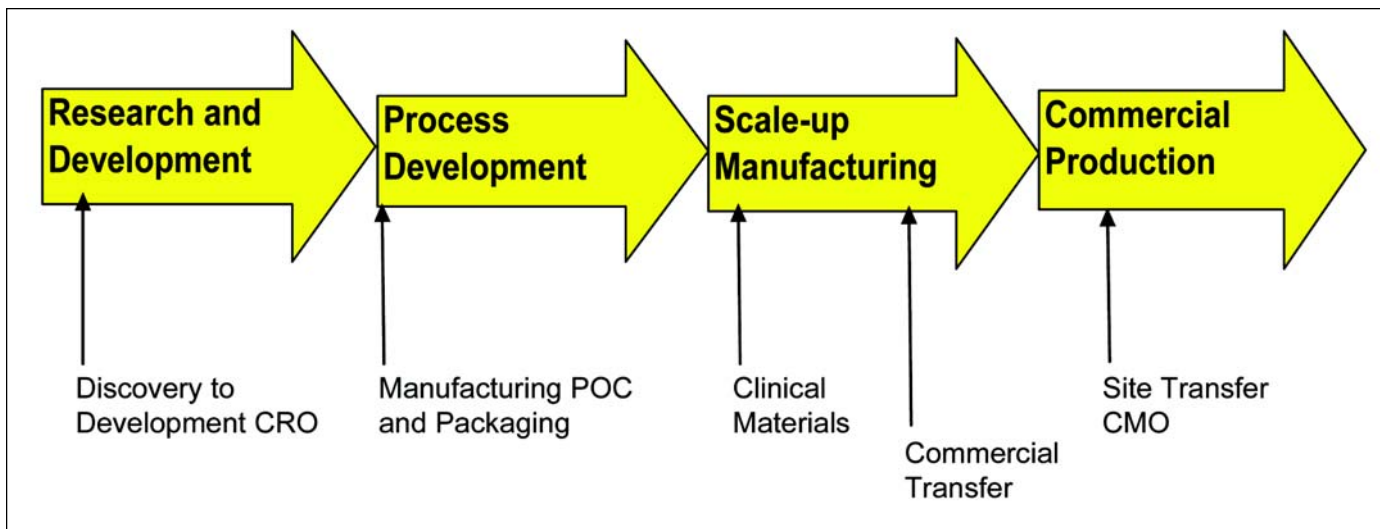 Research and
Development
Process
Development
Scale-up
Manufacturing
Commercial
Production
Discovery to
Development CRO
Manufacturing POC
and Packaging
Clinical
Materials
Commercial
Transfer
Site Transfer
CMO